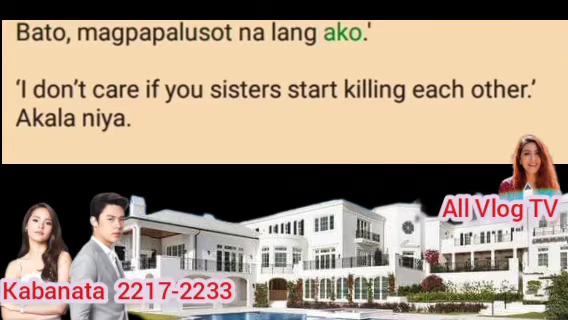 Bato, magpapalusot na lang ako.'
‘I don’t care if you sisters start killing each other.’
Akala niya.
All Vlog TV
Kabanata 2217-2233